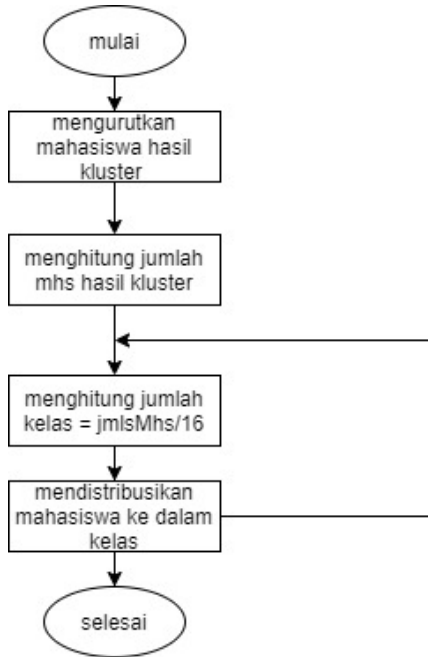 mulai
mengurutkan
mahasiswa hasil
kluster
menghitung jumlah
mhs hasil kluster
menghitung jumlah
kelas = jmlsMhs/16
mendistribusikan
mahasiswa ke dalam
kelas
selesai